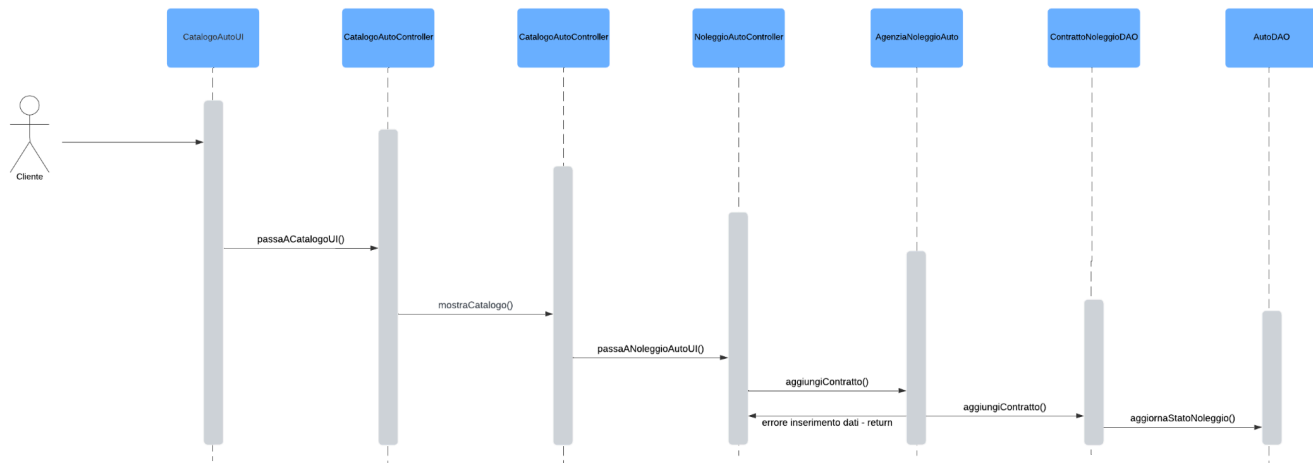 CatalogoAutoUI
CatalogoAutoController
CatalogoAutoController
NoleggioAutoController
AgenziaNoleggioAuto
ContrattoNoleggioDAO
AutoDAO
Cliente
passaACatalogoUI()
mostraCatalogo()
passaANoleggioAutoUI()
aggiungiContratto()
aggiungiContratto()
errore inserimento dati - return
aggiornaStatoNoleggio()